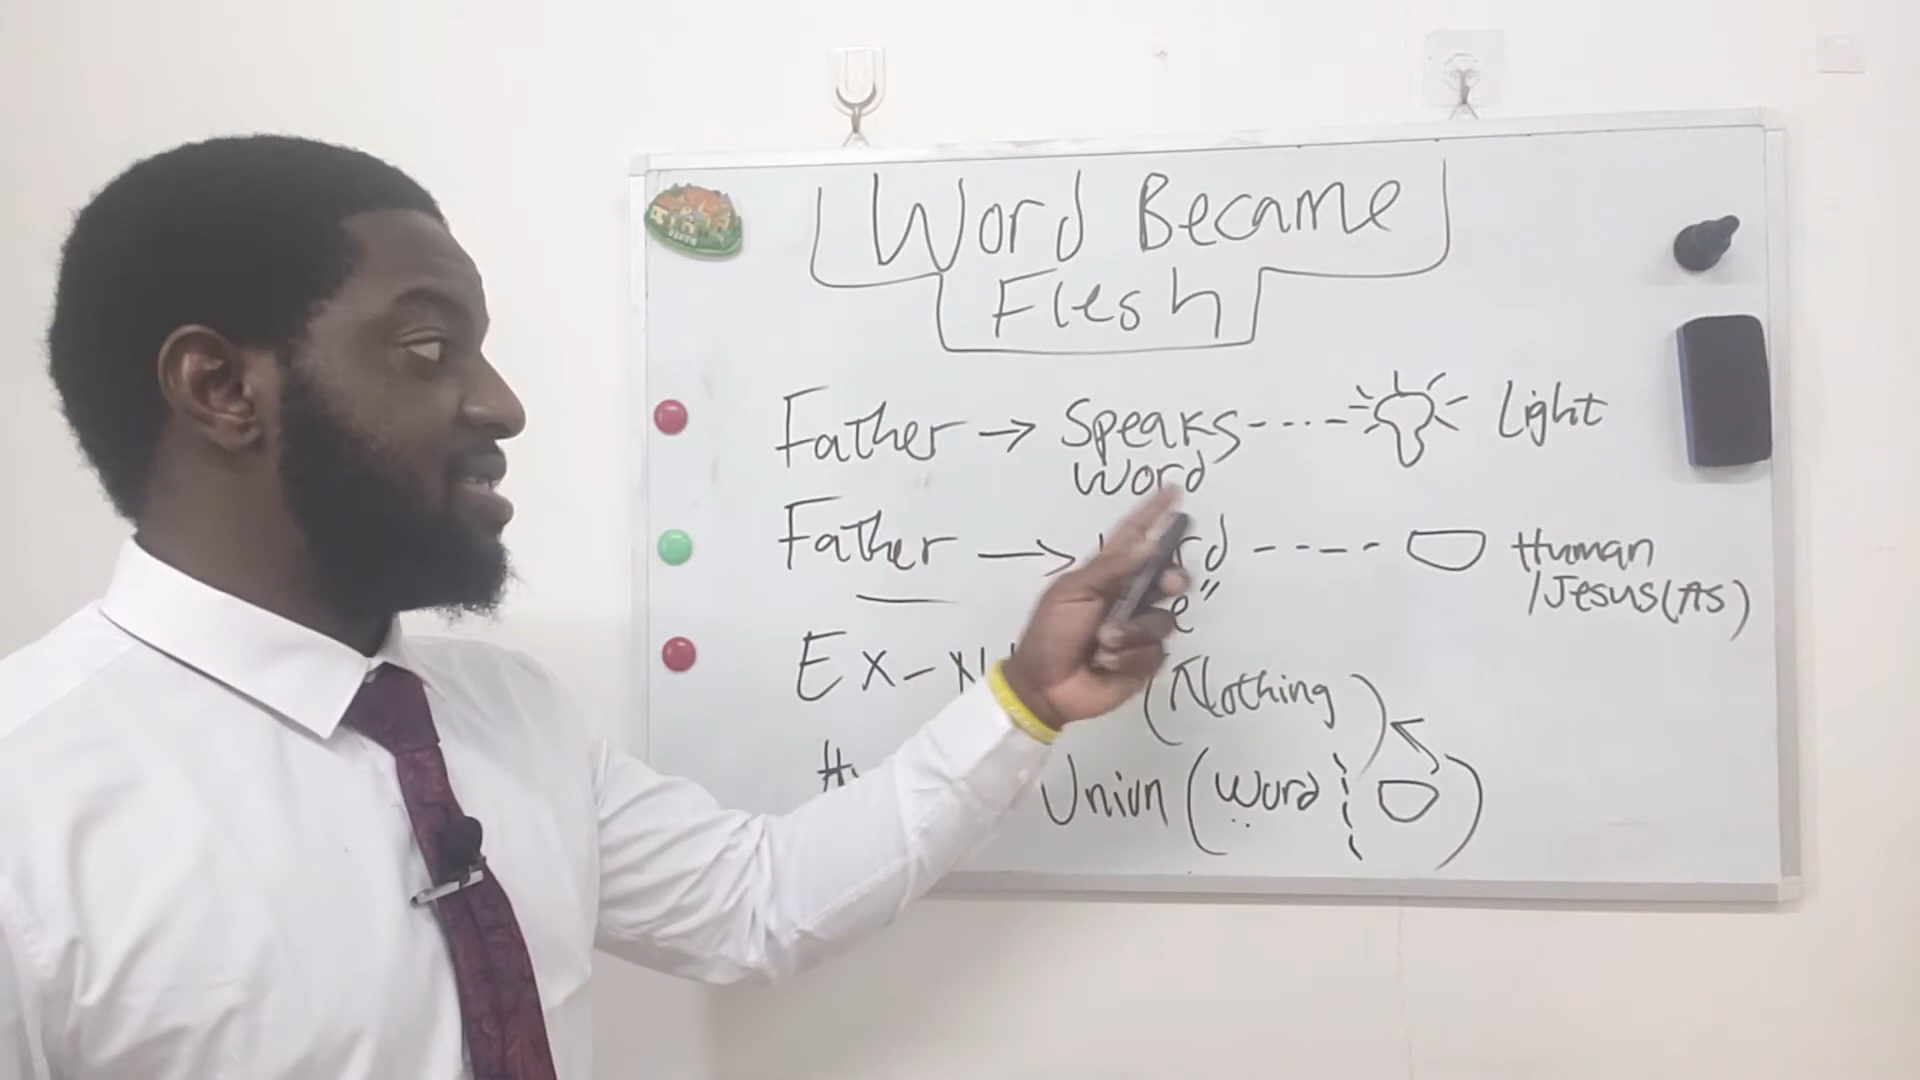 Word Became
Flesh
Father → Speaks ----- Light
Word
Father → ---- Human
/Jesus(AS)
Ex-
(Nothing)
Union (Word )